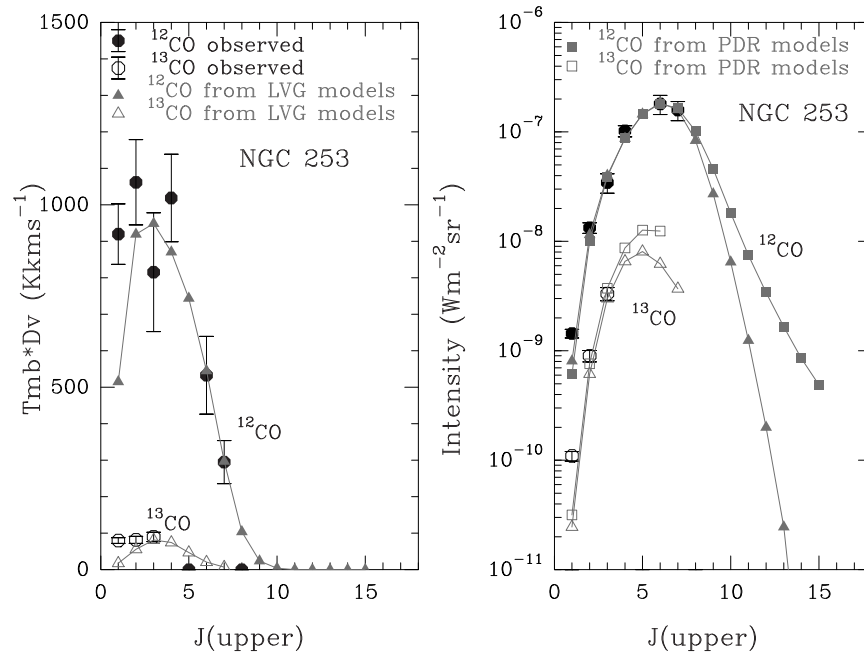 1500
1000
500
0
0
5
10
15
Tmb*Dv (Kkms⁻¹)
J(upper)
¹²CO observed
¹³CO observed
¹²CO from LVG models
¹³CO from LVG models
NGC 253
¹²CO
¹³CO
10⁻⁶
10⁻⁷
10⁻⁸
10⁻⁹
10⁻¹⁰
10⁻¹¹
0
5
10
15
Intensity (Wm⁻²sr⁻¹)
J(upper)
¹²CO from PDR models
¹³CO from PDR models
NGC 253
¹²CO
¹³CO